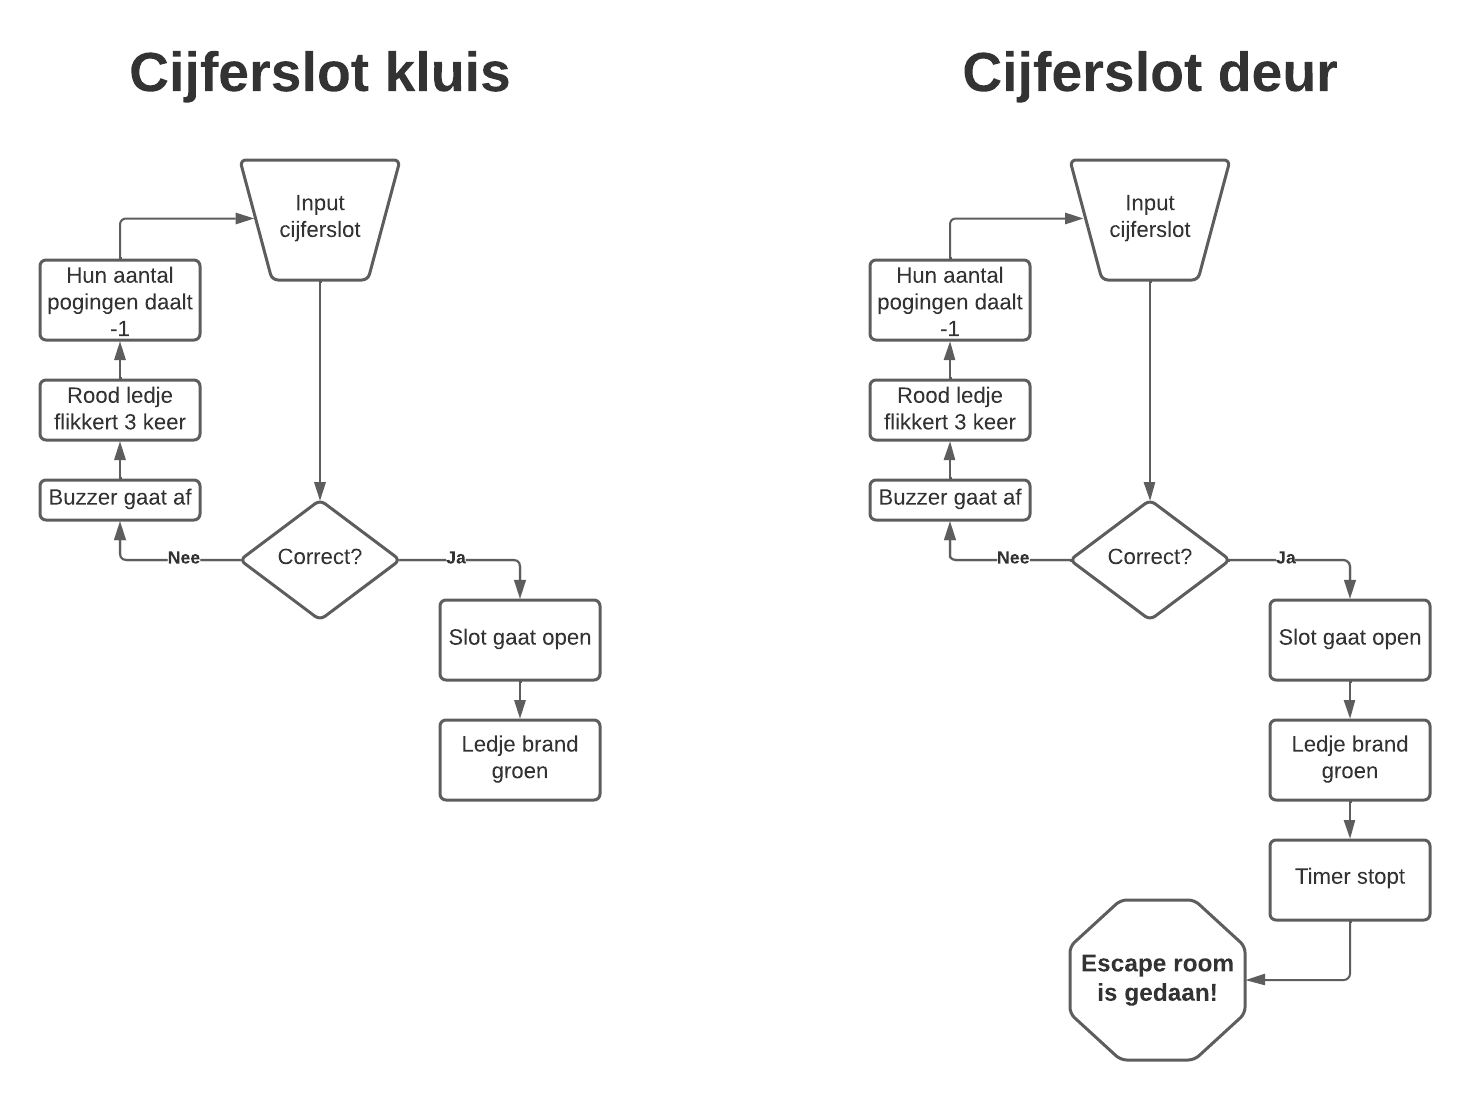 Cijferslot kluis
Input
cijferslot
Hun aantal
pogingen daalt
-1
Rood ledje
flikkert 3 keer
Buzzer gaat af
Nee
Correct?
Ja
Slot gaat open
Ledje brand
groen
Cijferslot deur
Input
cijferslot
Hun aantal
pogingen daalt
-1
Rood ledje
flikkert 3 keer
Buzzer gaat af
Nee
Correct?
Ja
Slot gaat open
Ledje brand
groen
Timer stopt
Escape room
is gedaan!